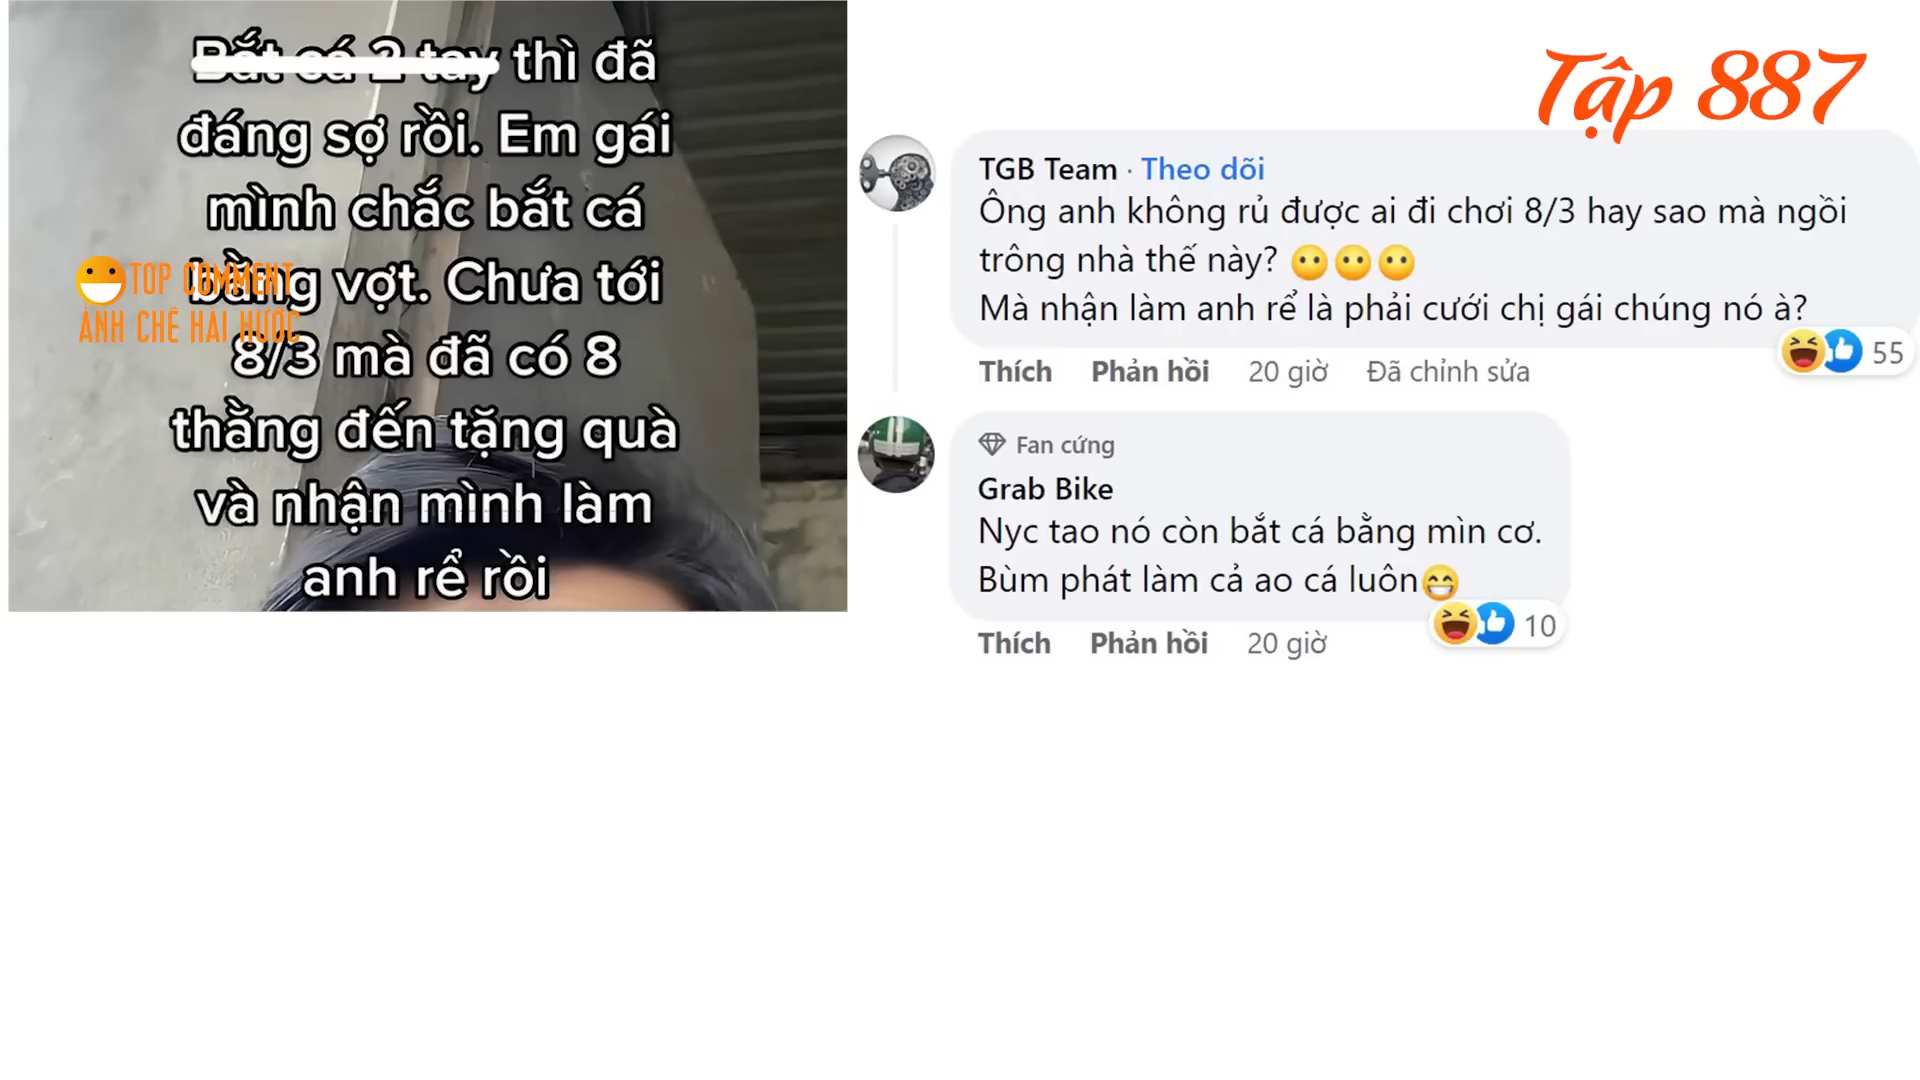 Bắt cá 2 tay thì đã
đáng sợ rồi. Em gái
mình chắc bắt cá
bằng vợt. Chưa tới
8/3 mà đã có 8
thằng đến tặng quà
và nhận mình làm
anh rể rồi
TOP COMMENT
ẢNH CHẾ HÀI HƯỚC
Tập 887
TGB Team · Theo dõi
Ông anh không rủ được ai đi chơi 8/3 hay sao mà ngồi
trông nhà thế này? 😶😶😶
Mà nhận làm anh rể là phải cưới chị gái chúng nó à?
55
Thích Phản hồi 20 giờ Đã chỉnh sửa
Fan cứng
Grab Bike
Nyc tao nó còn bắt cá bằng mìn cơ.
Bùm phát làm cả ao cá luôn😁
10
Thích Phản hồi 20 giờ